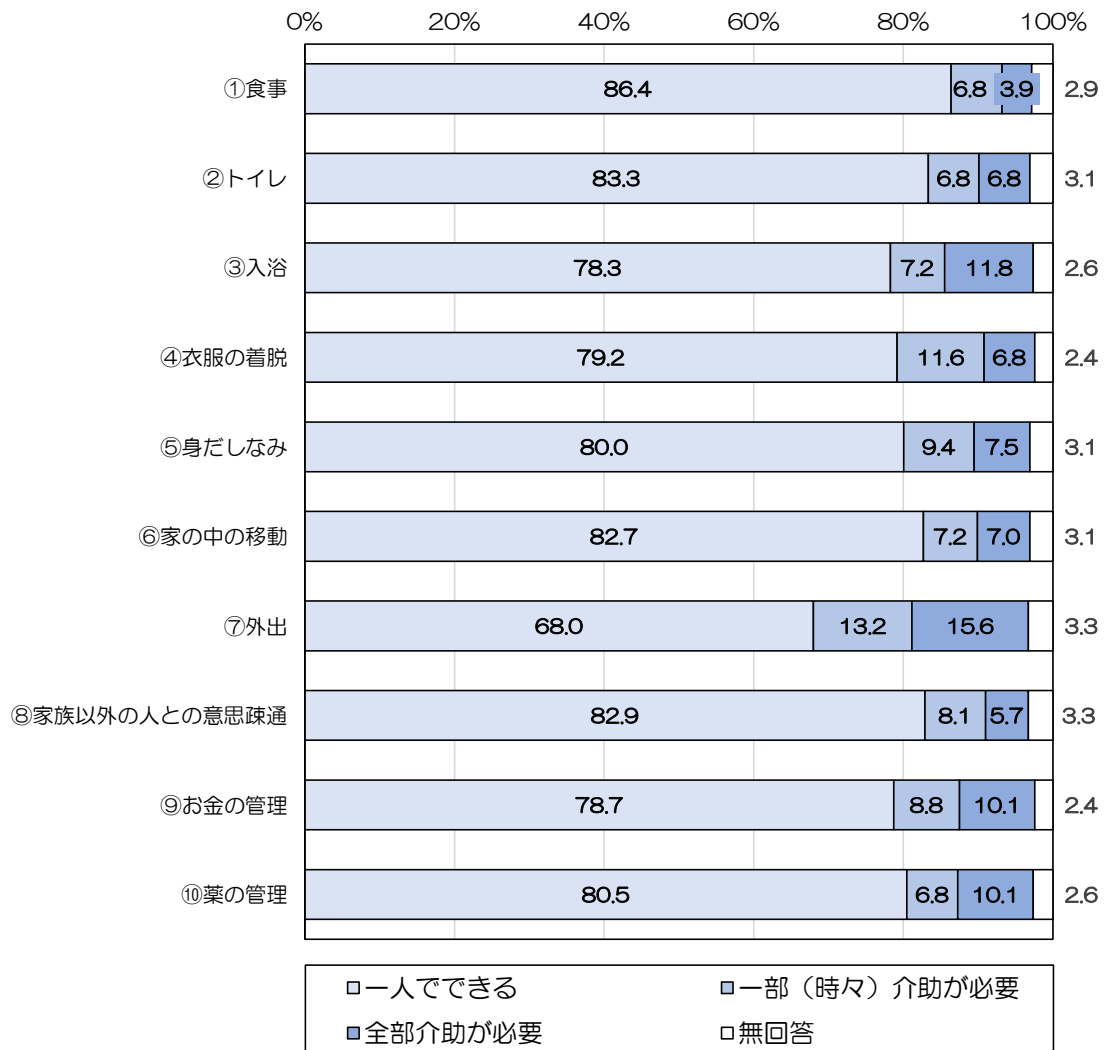 0% 20% 40% 60% 80% 100%
①食事 86.4 6.8 3.9 2.9
②トイレ 83.3 6.8 6.8 3.1
③入浴 78.3 7.2 11.8 2.6
④衣服の着脱 79.2 11.6 6.8 2.4
⑤身だしなみ 80.0 9.4 7.5 3.1
⑥家の中の移動 82.7 7.2 7.0 3.1
⑦外出 68.0 13.2 15.6 3.3
⑧家族以外の人との意思疎通 82.9 8.1 5.7 3.3
⑨お金の管理 78.7 8.8 10.1 2.4
⑩薬の管理 80.5 6.8 10.1 2.6
一人でできる 一部（時々）介助が必要
全部介助が必要 無回答